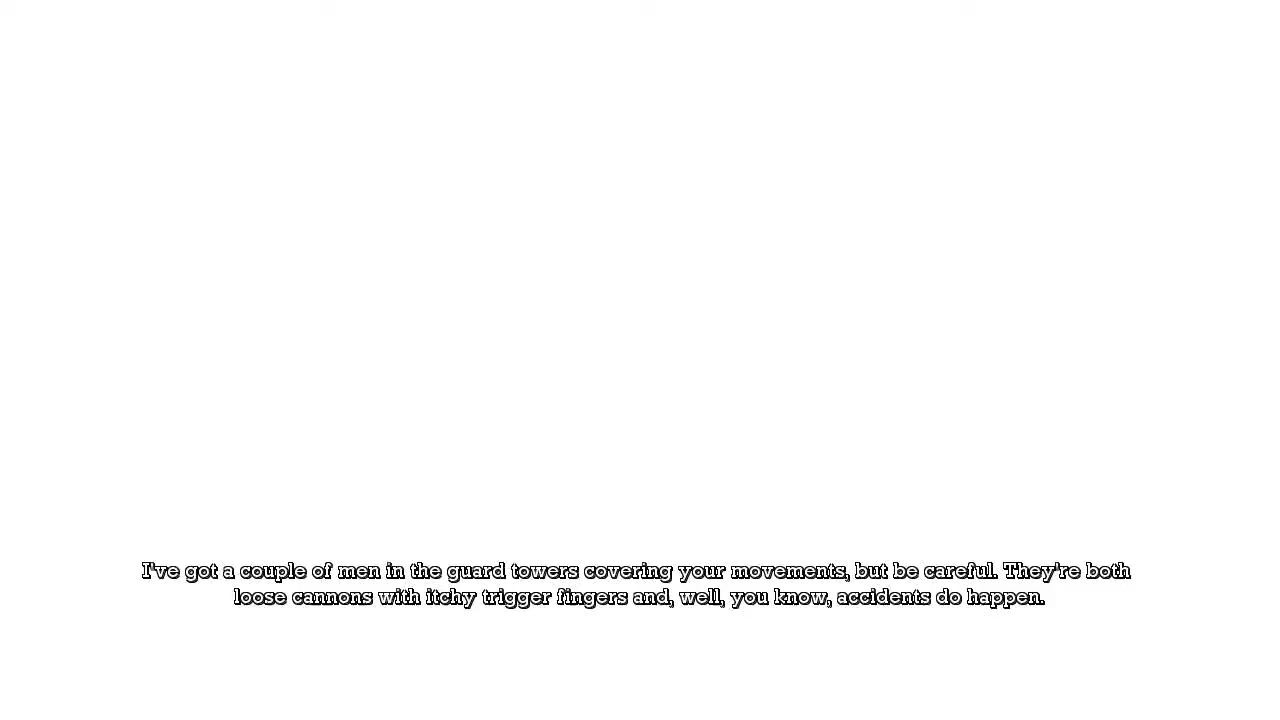 I've got a couple of men in the guard towers covering your movements, but be careful. They're both
loose cannons with itchy trigger fingers and, well, you know, accidents do happen.